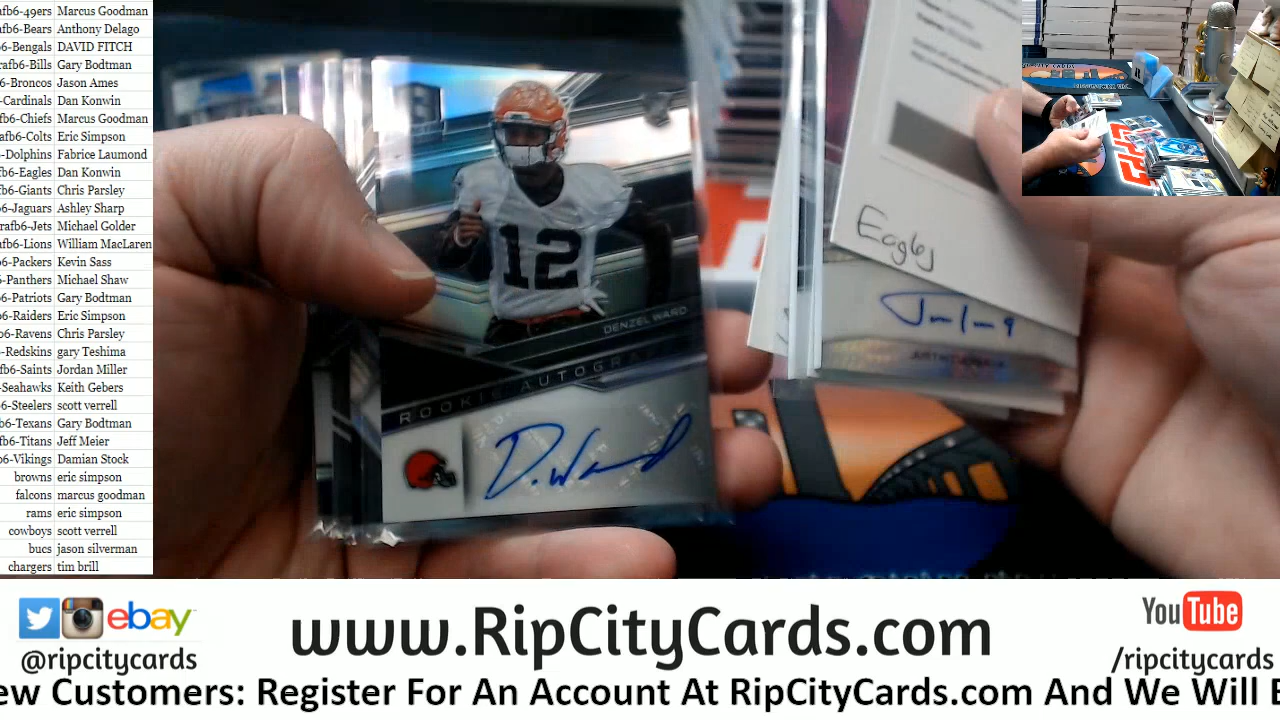 afb6-49ers Marcus Goodman
rafb6-Bears Anthony Delago
6-Bengals DAVID FITCH
rafb6-Bills Gary Bodtman
6-Broncos Jason Ames
-Cardinals Dan Konwin
fb6-Chiefs Marcus Goodman
afb6-Colts Eric Simpson
-Dolphins Fabrice Laumond
fb6-Eagles Dan Konwin
fb6-Giants Chris Parsley
6-Jaguars Ashley Sharp
rafb6-Jets Michael Golder
afb6-Lions William MacLaren
6-Packers Kevin Sass
-Panthers Michael Shaw
6-Patriots Gary Bodtman
6-Raiders Eric Simpson
6-Ravens Chris Parsley
-Redskins gary Teshima
b6-Saints Jordan Miller
-Seahawks Keith Gebers
6-Steelers scott verrell
b6-Texans Gary Bodtman
fb6-Titans Jeff Meier
b6-Vikings Damian Stock
browns eric simpson
falcons marcus goodman
rams eric simpson
cowboys scott verrell
bucs jason silverman
chargers tim brill
12
DENZEL WARD
ROOKIE AUTOGRA
D. Ward
Eagles
ebay
@ripcitycards
www.RipCityCards.com
YouTube
/ripcitycards
ew Customers: Register For An Account At RipCityCards.com And We Will E